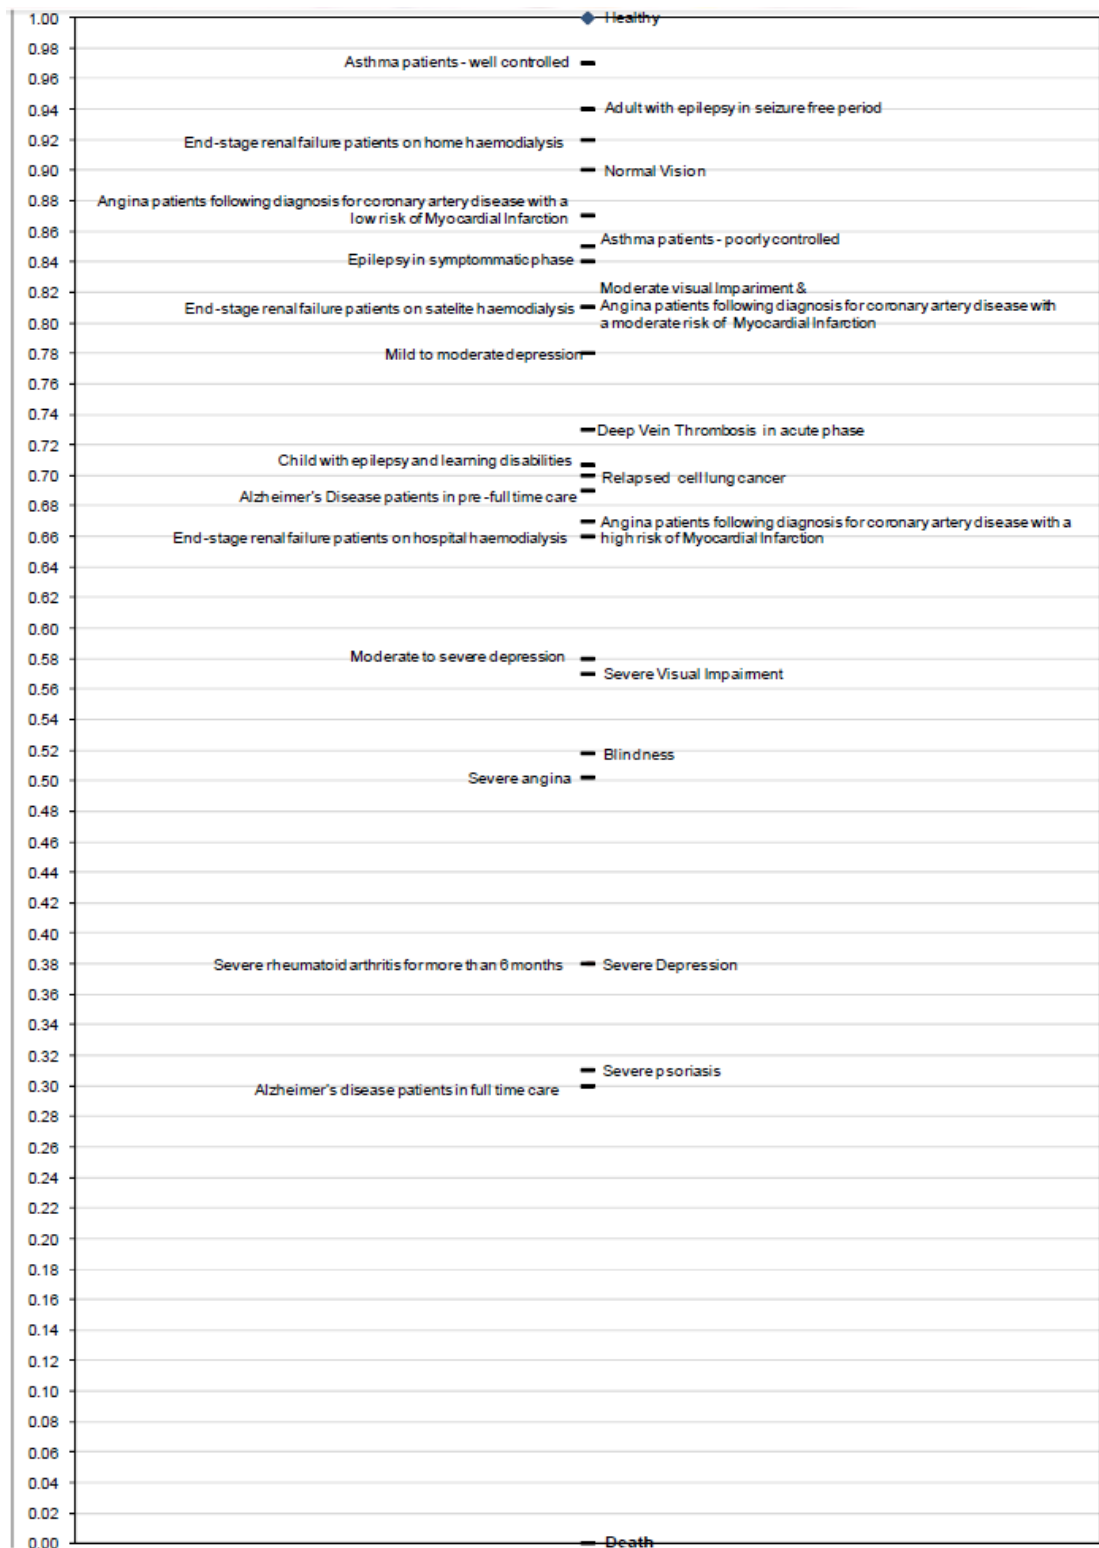 1.00
Healthy
0.98
Asthma patients - well controlled
0.96
0.94
Adult with epilepsy in seizure free period
0.92
End-stage renal failure patients on home haemodialysis
0.90
Normal Vision
0.88
Angina patients following diagnosis for coronary artery disease with a
low risk of Myocardial Infarction
0.86
Asthma patients - poorly controlled
0.84
Epilepsy in symptommatic phase
0.82
Moderate visual Impariment &
End-stage renal failure patients on satelite haemodialysis
Angina patients following diagnosis for coronary artery disease with
a moderate risk of Myocardial Infarction
0.80
0.78
Mild to moderate depression
0.76
0.74
Deep Vein Thrombosis in acute phase
0.72
Child with epilepsy and learning disabilities
0.70
Relapsed cell lung cancer
Alzheimer's Disease patients in pre-full time care
0.68
Angina patients following diagnosis for coronary artery disease with a
high risk of Myocardial Infarction
0.66
End-stage renal failure patients on hospital haemodialysis
0.64
0.62
0.60
0.58
Moderate to severe depression
Severe Visual Impairment
0.56
0.54
0.52
Blindness
0.50
Severe angina
0.48
0.46
0.44
0.42
0.40
0.38
Severe rheumatoid arthritis for more than 6 months
Severe Depression
0.36
0.34
0.32
Severe psoriasis
0.30
Alzheimer's disease patients in full time care
0.28
0.26
0.24
0.22
0.20
0.18
0.16
0.14
0.12
0.10
0.08
0.06
0.04
0.02
0.00
Death